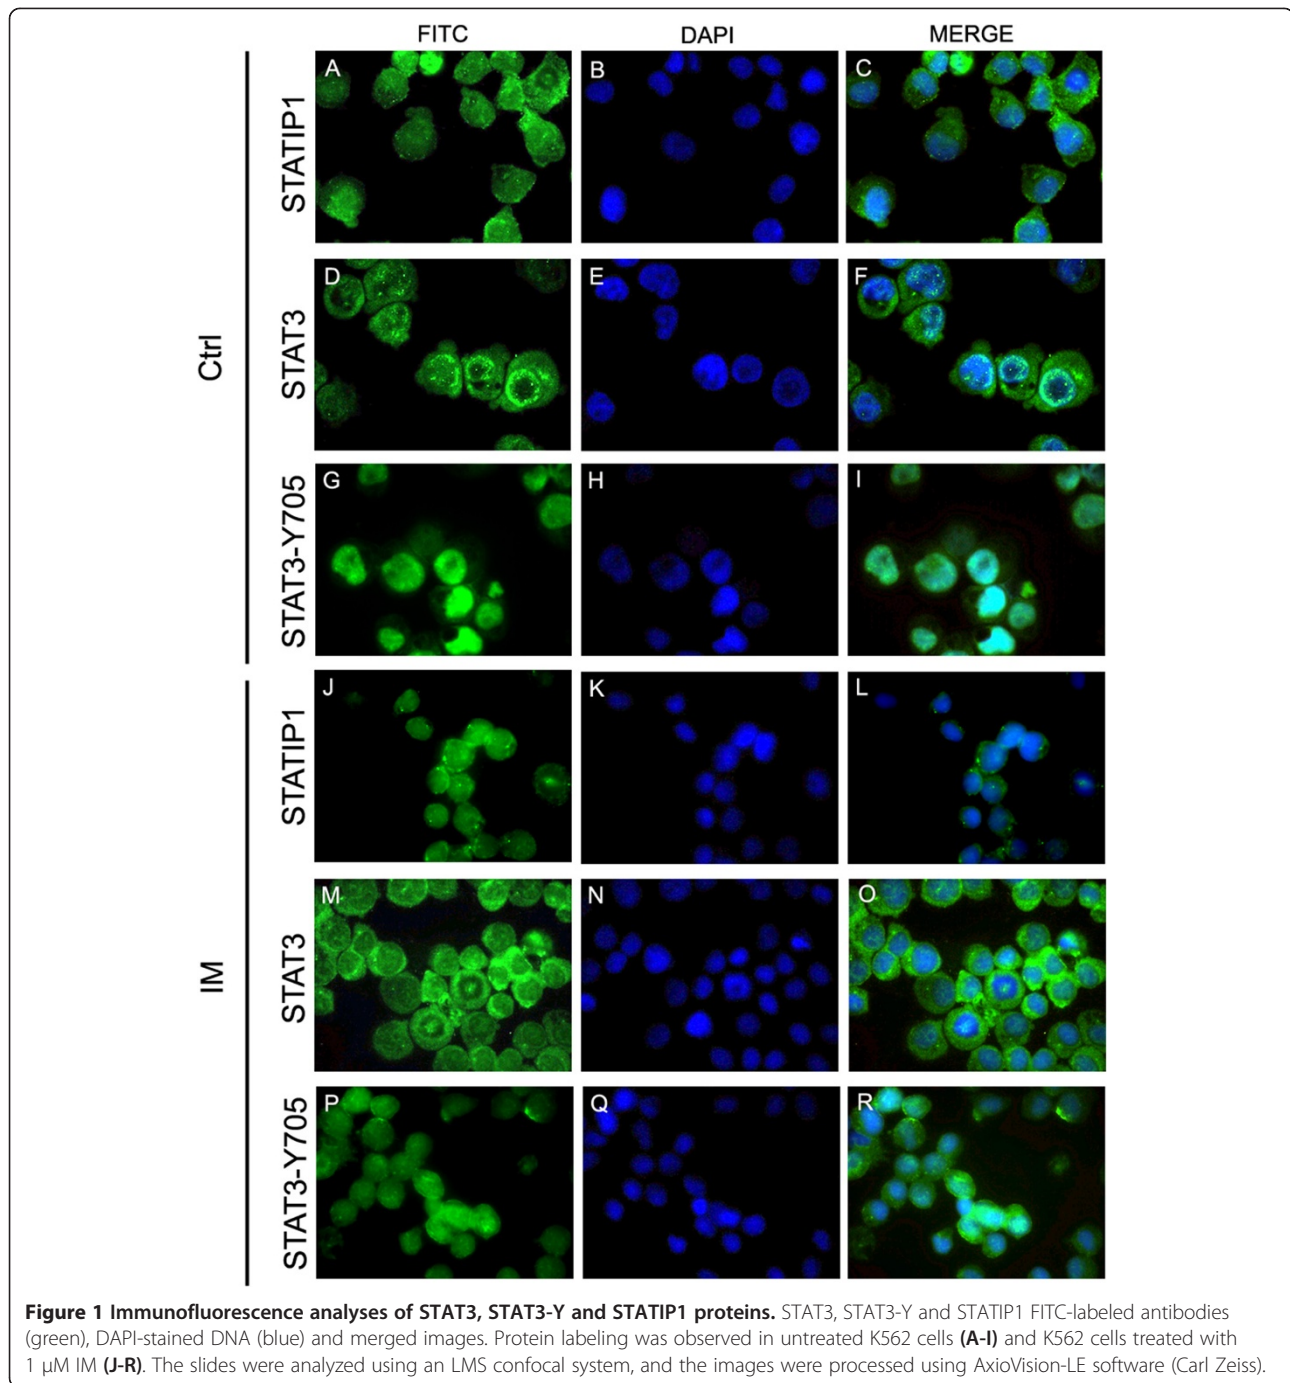 FITC DAPI MERGE
Ctrl
STATIP1
A B C
STAT3
D E F
STAT3-Y705
G H I
IM
STATIP1
J K L
STAT3
M N O
STAT3-Y705
P Q R
Figure 1 Immunofluorescence analyses of STAT3, STAT3-Y and STATIP1 proteins. STAT3, STAT3-Y and STATIP1 FITC-labeled antibodies
(green), DAPI-stained DNA (blue) and merged images. Protein labeling was observed in untreated K562 cells (A-I) and K562 cells treated with
1 μM IM (J-R). The slides were analyzed using an LMS confocal system, and the images were processed using AxioVision-LE software (Carl Zeiss).